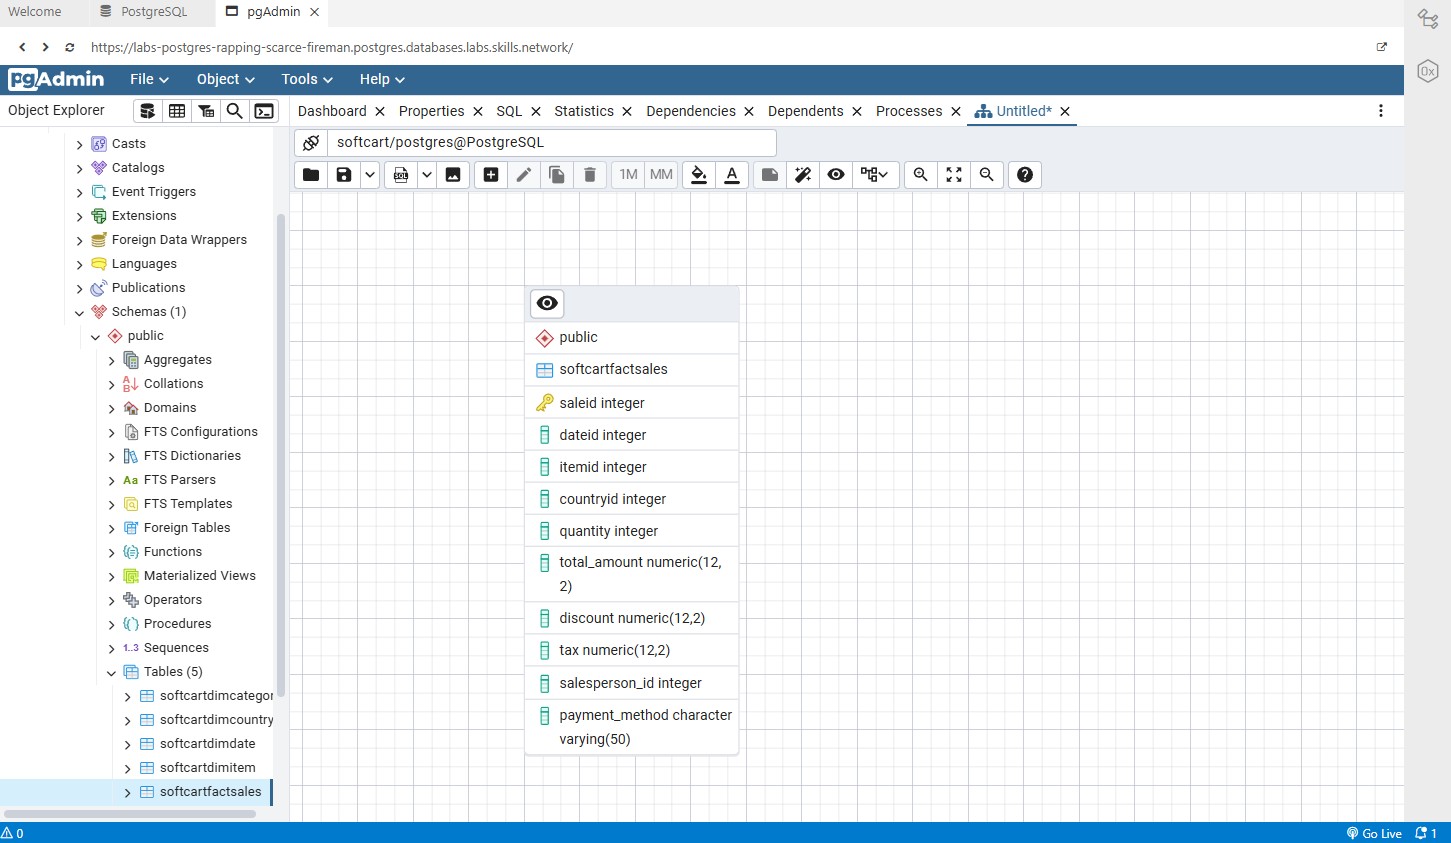 Welcome
PostgreSQL
pgAdmin
https://labs-postgres-rapping-scarce-fireman.postgres.databases.labs.skills.network/
pgAdmin
File
Object
Tools
Help
Object Explorer
Dashboard
Properties
SQL
Statistics
Dependencies
Dependents
Processes
Untitled*
softcart/postgres@PostgreSQL
SQL
1M
MM
Casts
Catalogs
Event Triggers
Extensions
Foreign Data Wrappers
Languages
Publications
Schemas (1)
public
Aggregates
Collations
Domains
FTS Configurations
FTS Dictionaries
Aa FTS Parsers
FTS Templates
Foreign Tables
Functions
Materialized Views
Operators
Procedures
1..3 Sequences
Tables (5)
softcartdimcategor
softcartdimcountry
softcartdimdate
softcartdimitem
softcartfactsales
public
softcartfactsales
saleid integer
dateid integer
itemid integer
countryid integer
quantity integer
total_amount numeric(12,
2)
discount numeric(12,2)
tax numeric(12,2)
salesperson_id integer
payment_method character
varying(50)
0x
0
Go Live
1